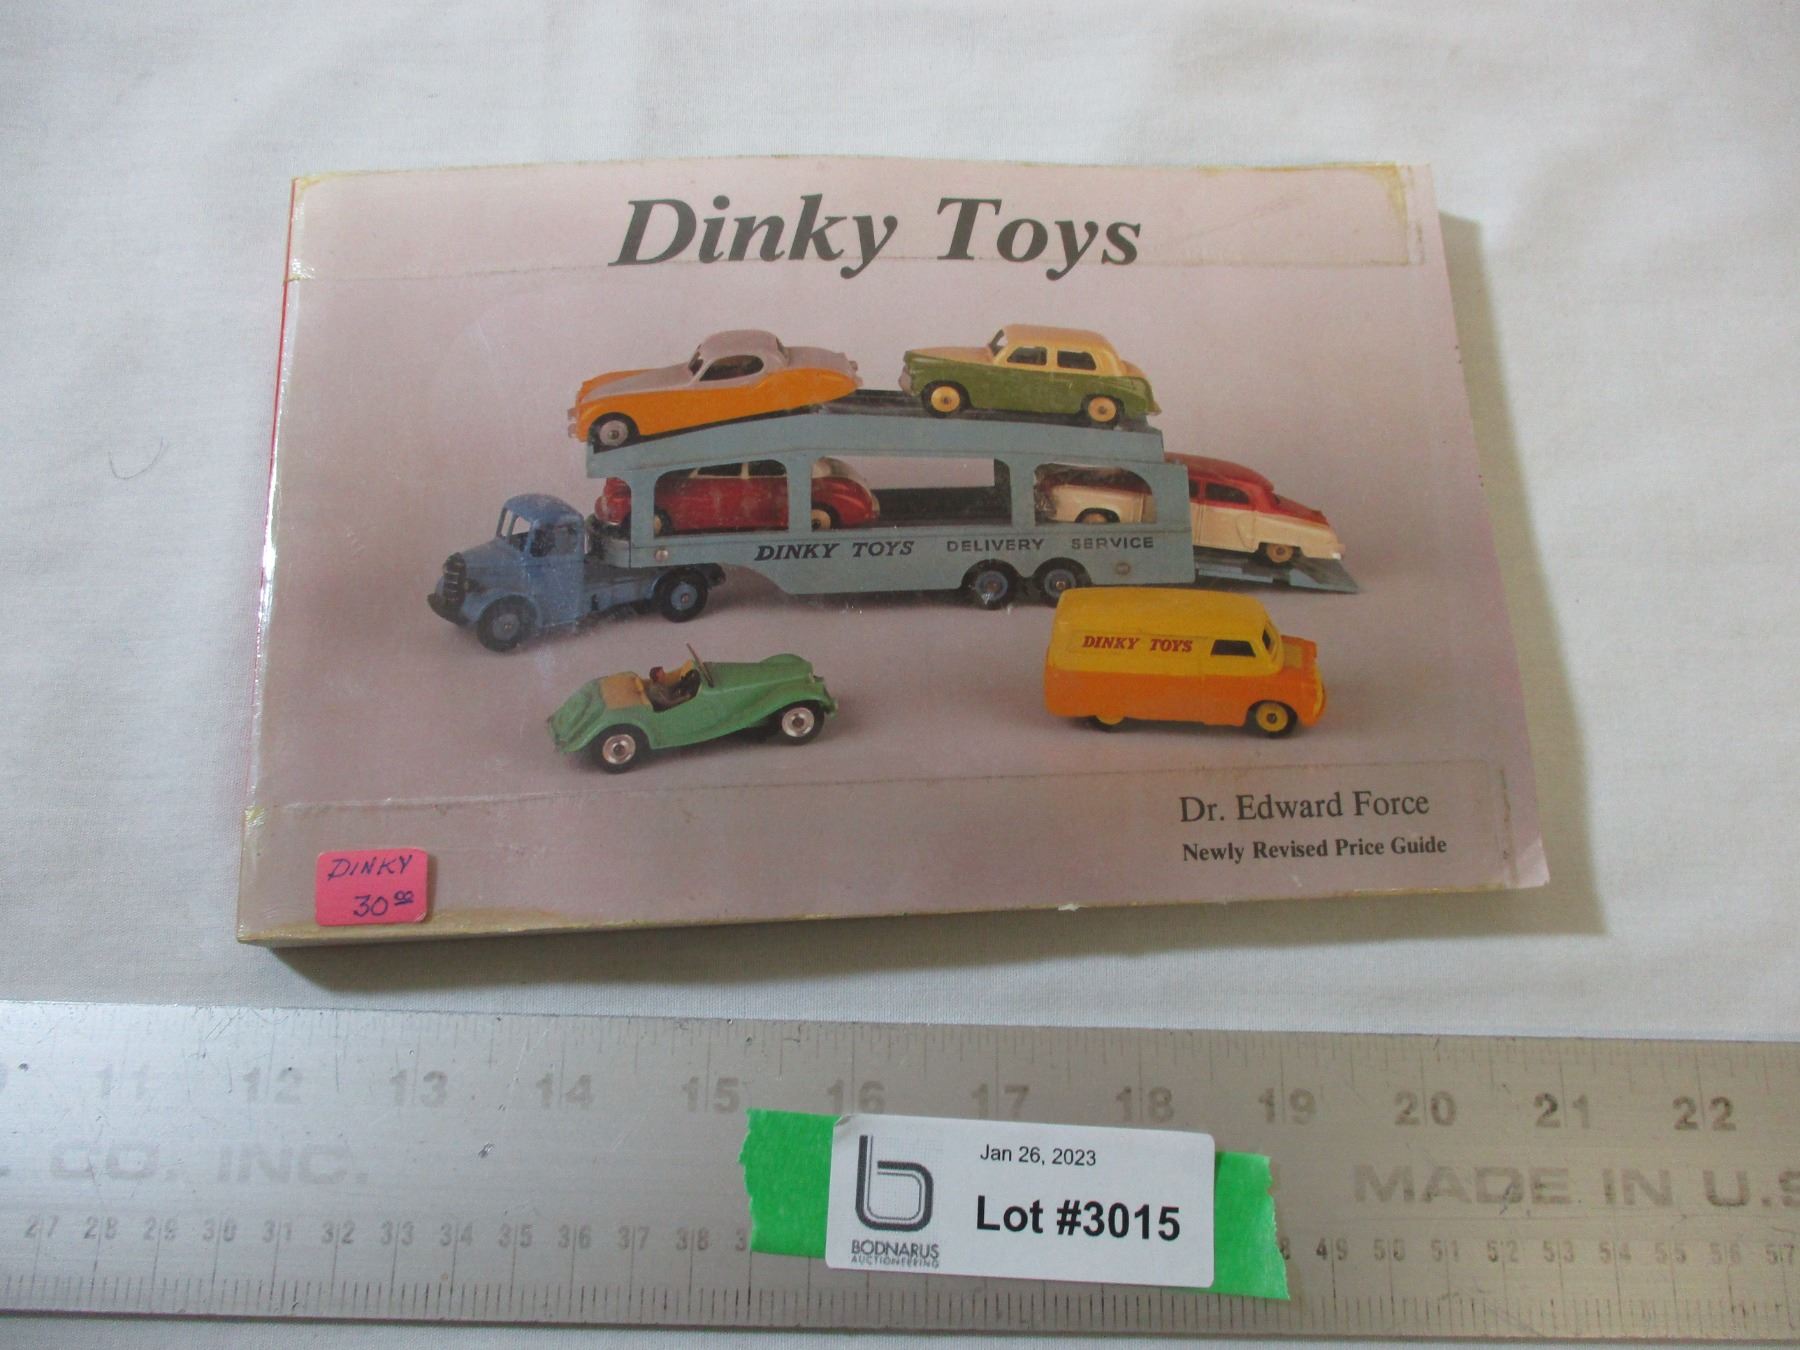 Dinky Toys
DINKY TOYS DELIVERY SERVICE
DINKY TOYS
Dr. Edward Force
Newly Revised Price Guide
DINKY
30⁰⁰
11 12 13 14 15 16 17 18 19 20 21 22
CO. INC.
MADE IN U.S
Jan 26, 2023
Lot #3015
BODNARUS
AUCTIONEERING
27 28 29 30 31 32 33 34 35 36 37 38 3
49 50 51 52 53 54 55 56 57